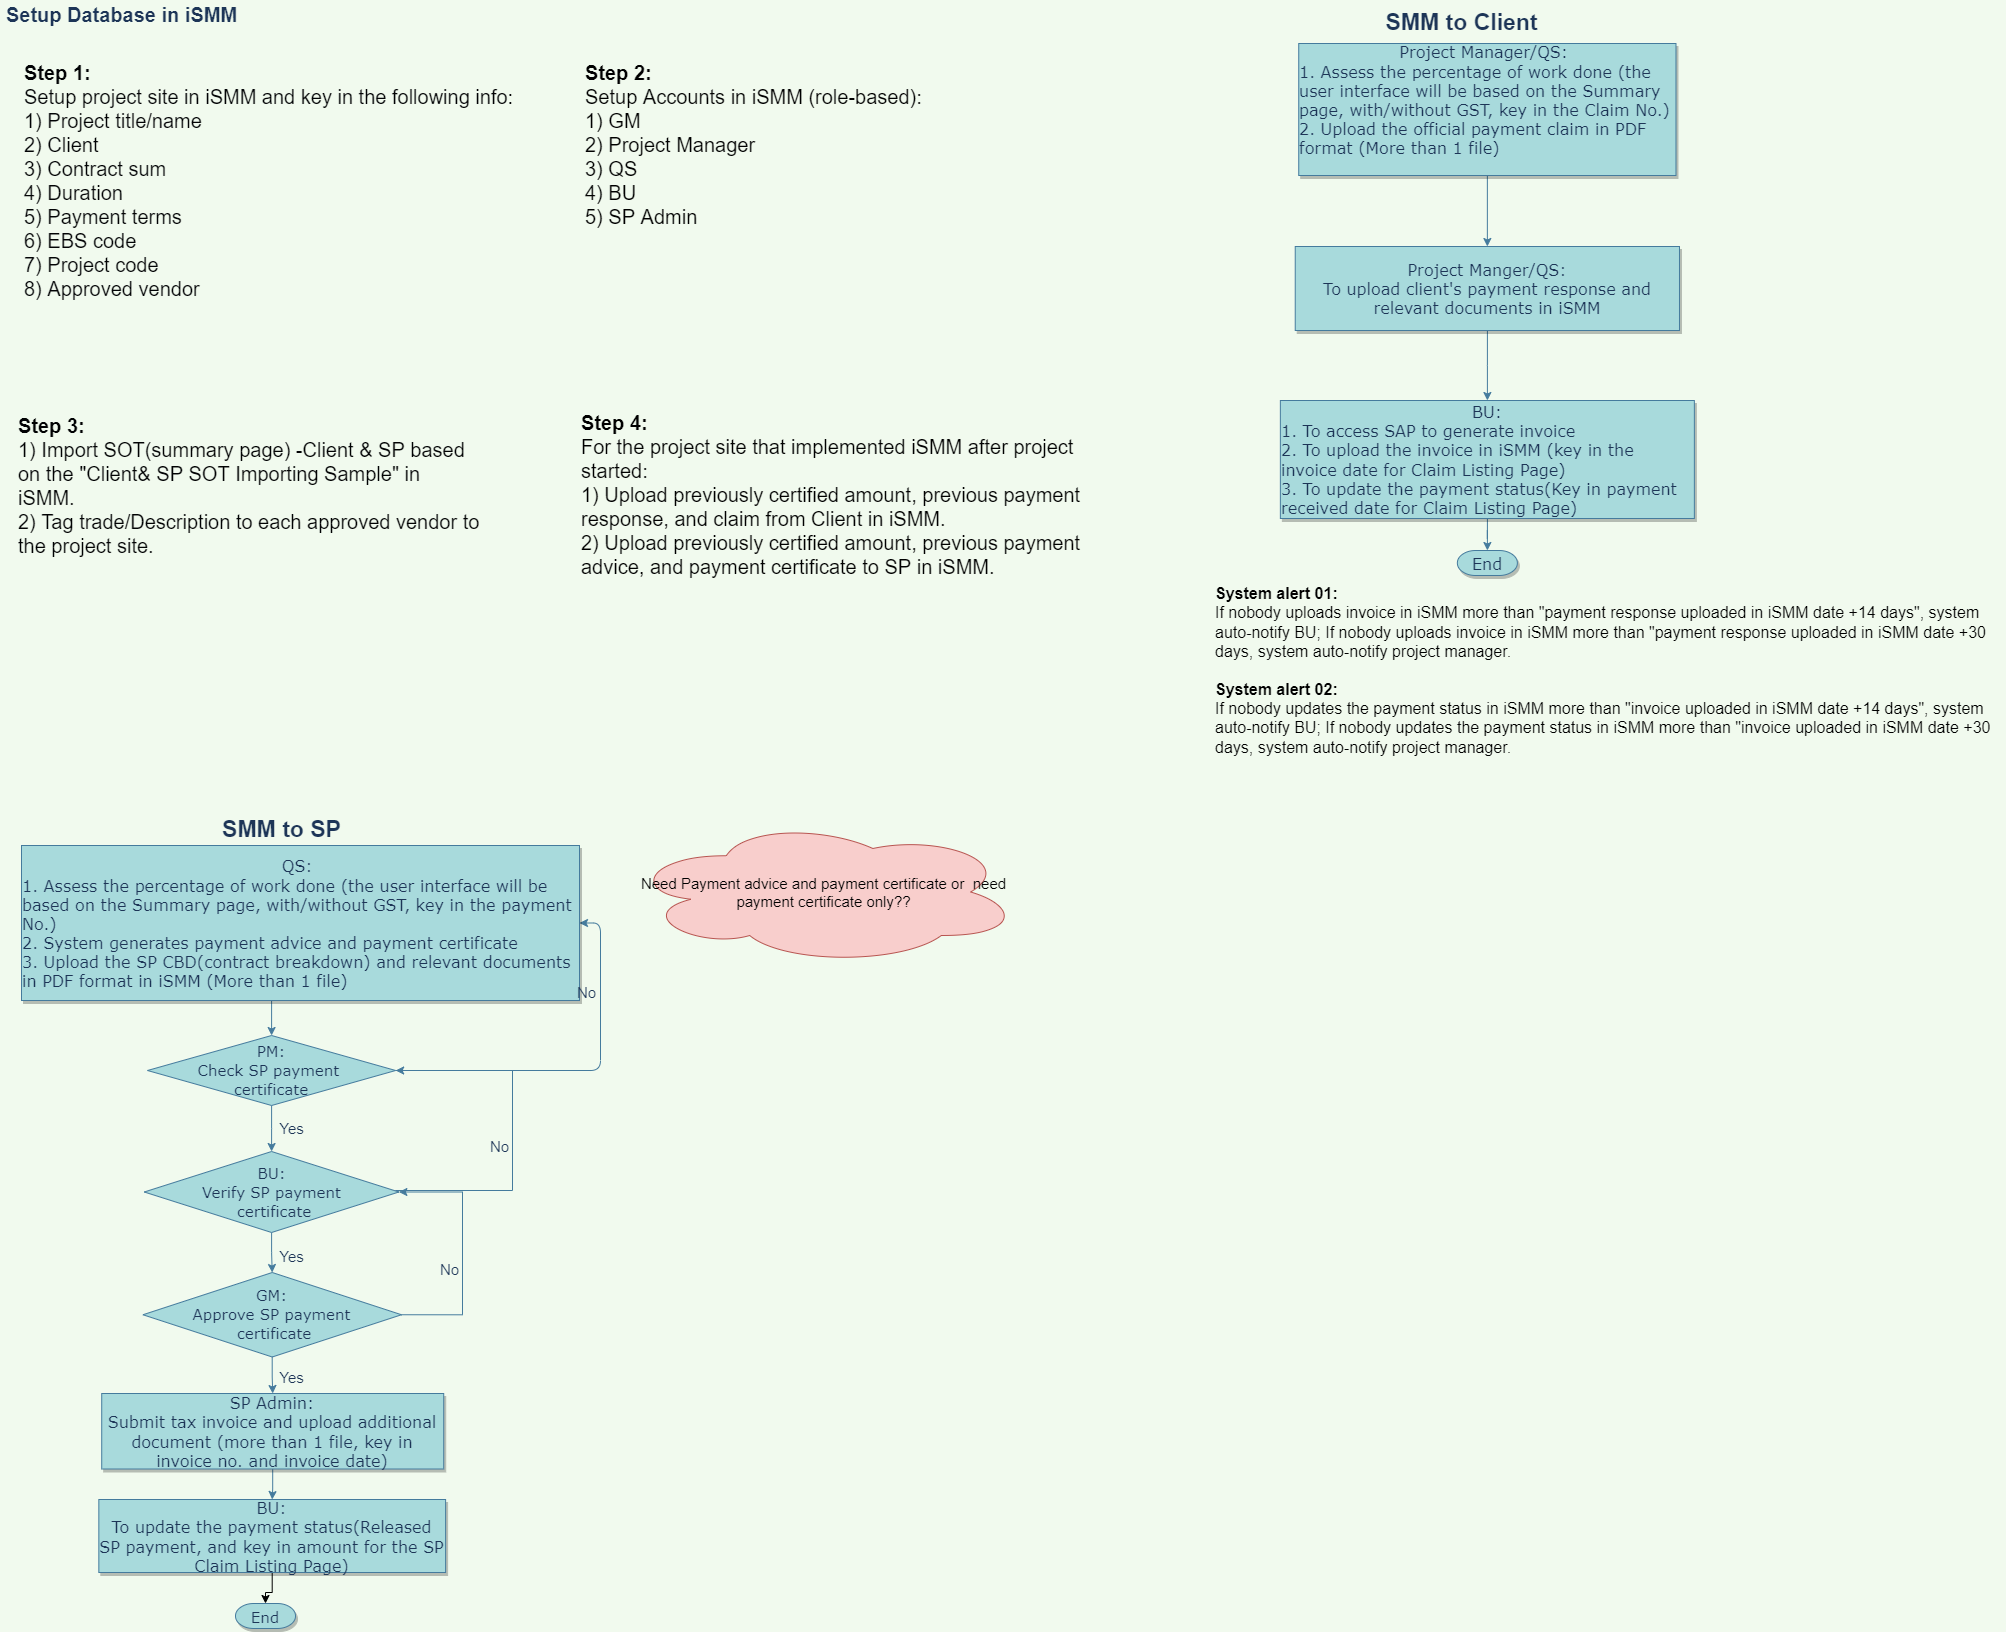 Setup Database in iSMM
Step 1:
Setup project site in iSMM and key in the following info:
1) Project title/name
2) Client
3) Contract sum
4) Duration
5) Payment terms
6) EBS code
7) Project code
8) Approved vendor
Step 2:
Setup Accounts in iSMM (role-based):
1) GM
2) Project Manager
3) QS
4) BU
5) SP Admin
Step 3:
1) Import SOT(summary page) -Client & SP based
on the "Client& SP SOT Importing Sample" in
iSMM.
2) Tag trade/Description to each approved vendor to
the project site.
Step 4:
For the project site that implemented iSMM after project
started:
1) Upload previously certified amount, previous payment
response, and claim from Client in iSMM.
2) Upload previously certified amount, previous payment
advice, and payment certificate to SP in iSMM.
SMM to Client
Project Manager/QS:
1. Assess the percentage of work done (the
user interface will be based on the Summary
page, with/without GST, key in the Claim No.)
2. Upload the official payment claim in PDF
format (More than 1 file)
Project Manger/QS:
To upload client's payment response and
relevant documents in iSMM
BU:
1. To access SAP to generate invoice
2. To upload the invoice in iSMM (key in the
invoice date for Claim Listing Page)
3. To update the payment status(Key in payment
received date for Claim Listing Page)
End
System alert 01:
If nobody uploads invoice in iSMM more than "payment response uploaded in iSMM date +14 days", system
auto-notify BU; If nobody uploads invoice in iSMM more than "payment response uploaded in iSMM date +30
days, system auto-notify project manager.
System alert 02:
If nobody updates the payment status in iSMM more than "invoice uploaded in iSMM date +14 days", system
auto-notify BU; If nobody updates the payment status in iSMM more than "invoice uploaded in iSMM date +30
days, system auto-notify project manager.
SMM to SP
QS:
1. Assess the percentage of work done (the user interface will be
based on the Summary page, with/without GST, key in the payment
No.)
2. System generates payment advice and payment certificate
3. Upload the SP CBD(contract breakdown) and relevant documents
in PDF format in iSMM (More than 1 file)
Need Payment advice and payment certificate or need
payment certificate only??
No
PM:
Check SP payment
certificate
Yes
No
BU:
Verify SP payment
certificate
Yes
No
GM:
Approve SP payment
certificate
Yes
SP Admin:
Submit tax invoice and upload additional
document (more than 1 file, key in
invoice no. and invoice date)
BU:
To update the payment status(Released
SP payment, and key in amount for the SP
Claim Listing Page)
End